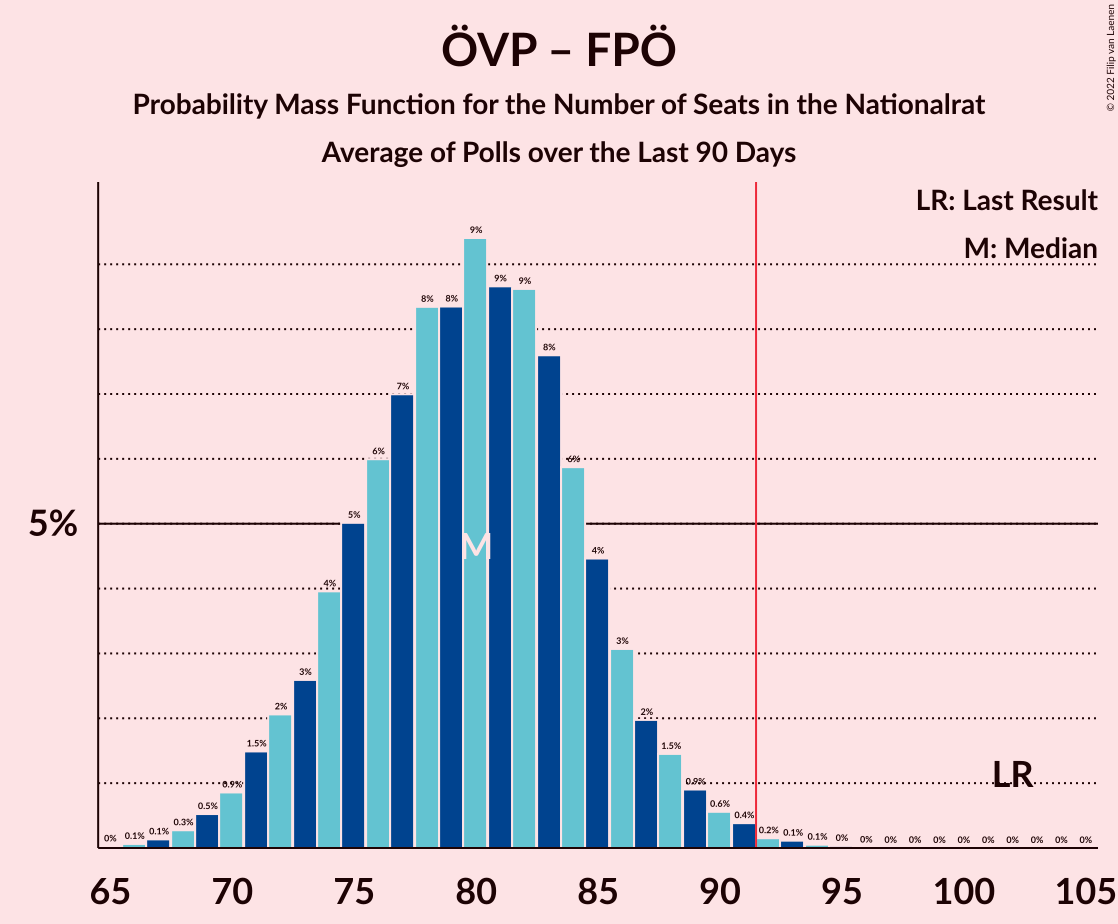 ÖVP – FPÖ
Probability Mass Function for the Number of Seats in the Nationalrat
Average of Polls over the Last 90 Days
© 2022 Filip van Laenen
LR: Last Result
M: Median
5%
0% 0.1% 0.1% 0.3% 0.5% 0.9% 1.5% 2% 3% 4% 5% 6% 7% 8% 8% 9% 9% 9% 8% 6% 4% 3% 2% 1.5% 0.9% 0.6% 0.4% 0.2% 0.1% 0.1% 0% 0% 0% 0% 0% 0% 0% 0% 0% 0% 0%
M
LR
65 70 75 80 85 90 95 100 105